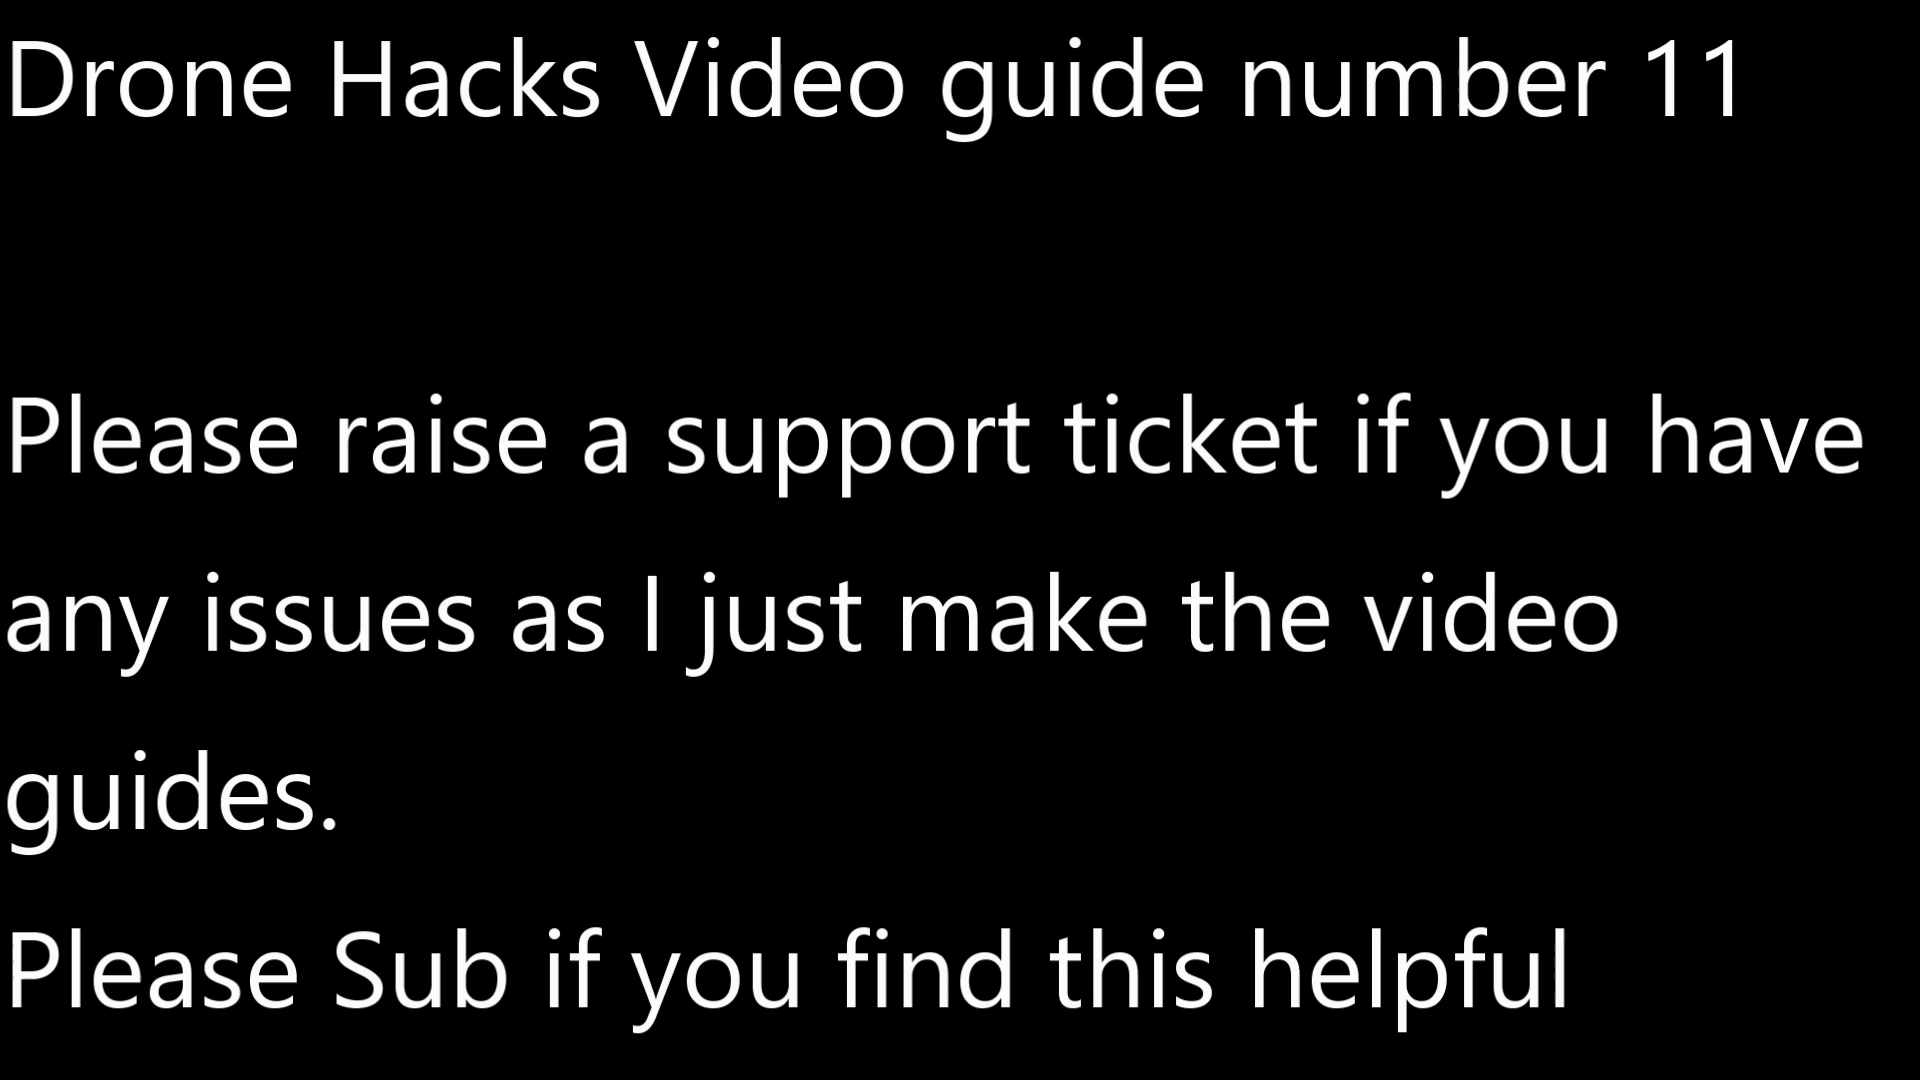 Drone Hacks Video guide number 11
Please raise a support ticket if you have
any issues as I just make the video
guides.
Please Sub if you find this helpful